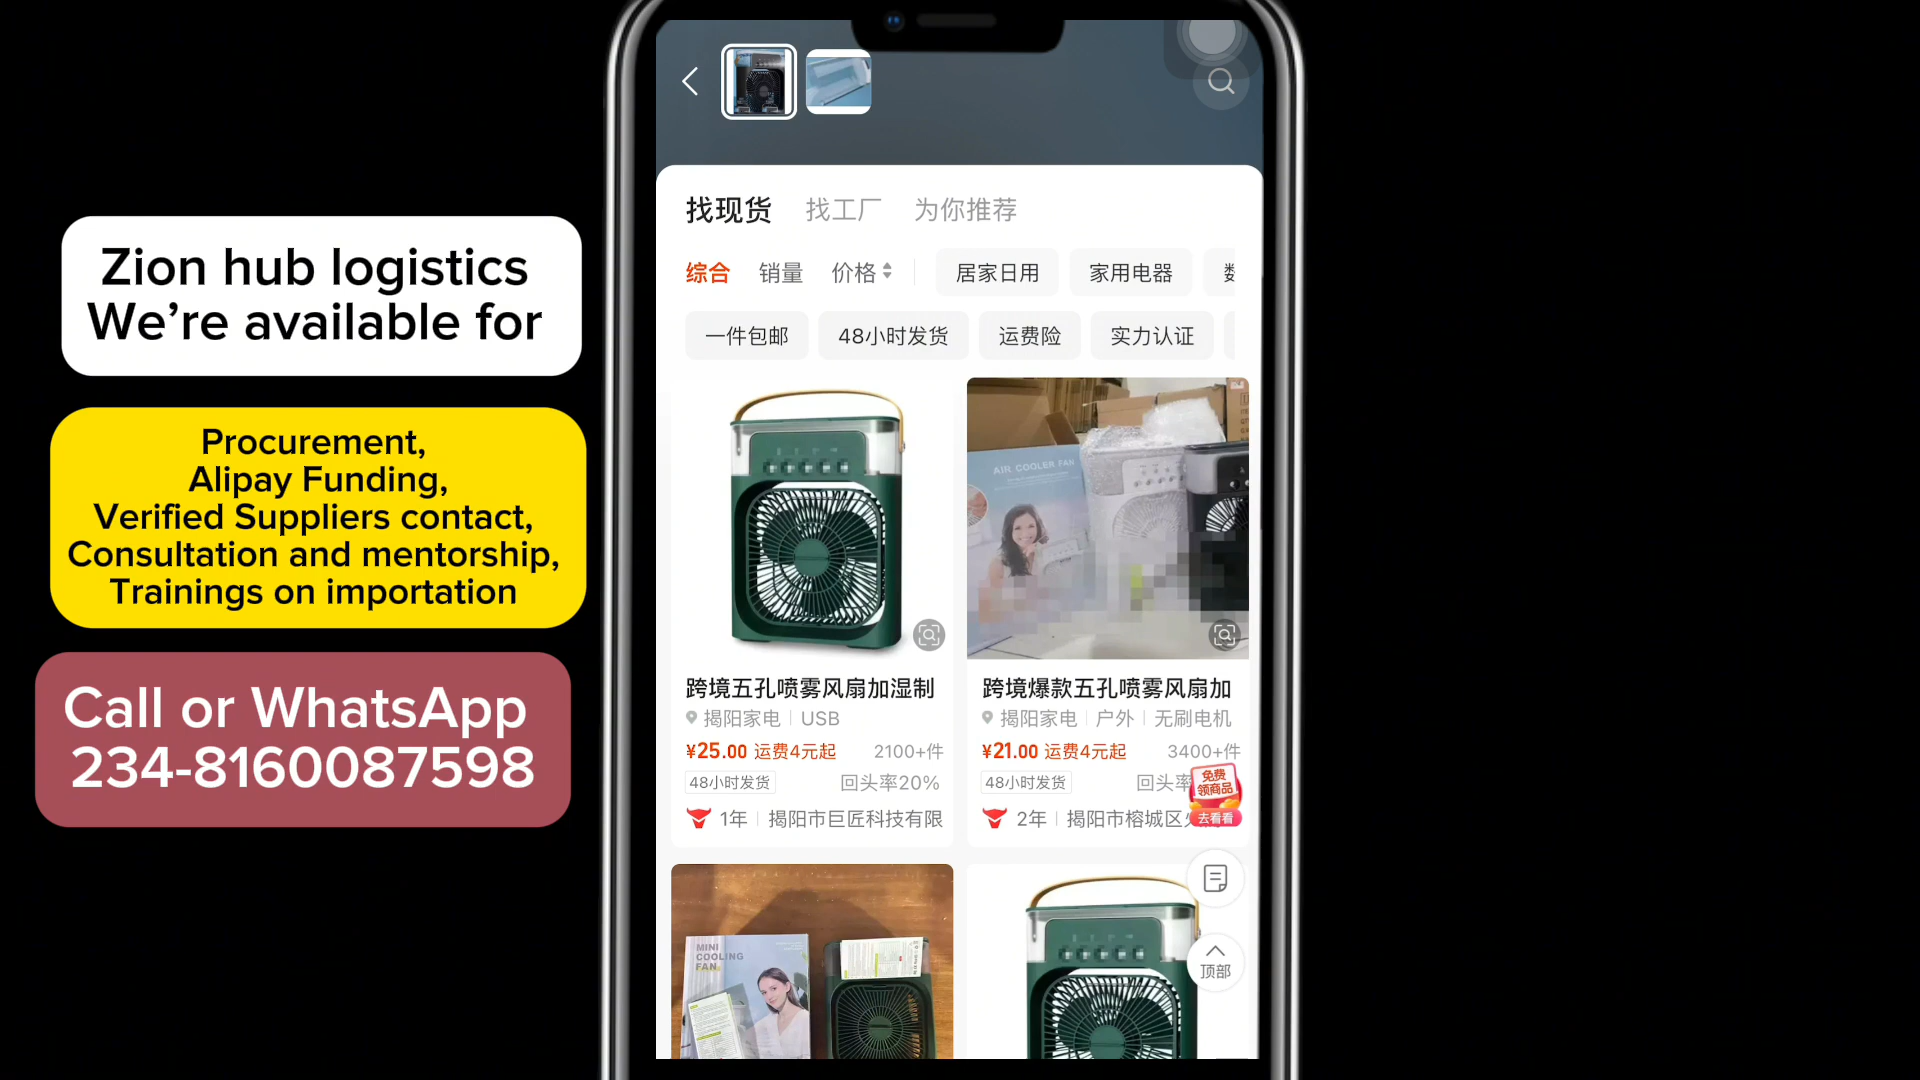 Zion hub logistics
We're available for
Procurement,
Alipay Funding,
Verified Suppliers contact,
Consultation and mentorship,
Trainings on importation
Call or WhatsApp
234-8160087598
找现货 找工厂 为你推荐
综合 销量 价格 居家日用 家用电器
一件包邮 48小时发货 运费险 实力认证
AIR COOLER FAN
跨境五孔喷雾风扇加湿制
揭阳家电 USB
¥25.00 运费4元起 2100+件
48小时发货 回头率20%
1年 揭阳市巨匠科技有限
跨境爆款五孔喷雾风扇加
揭阳家电 户外 无刷电机
¥21.00 运费4元起 3400+件
48小时发货 回头率
2年 揭阳市榕城区
免费
领商品
去看看
MINI
COOLING
FAN
顶部